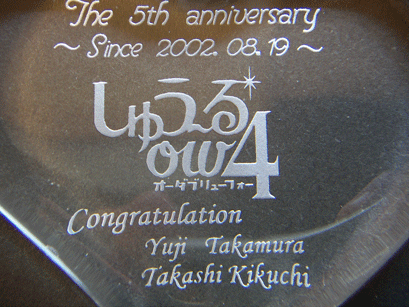 The 5th anniversary
～Since 2002.08.19～
しゅうる
ow4
オーダブリューフォー
Congratulation
Yuji Takamura
Takashi Kikuchi